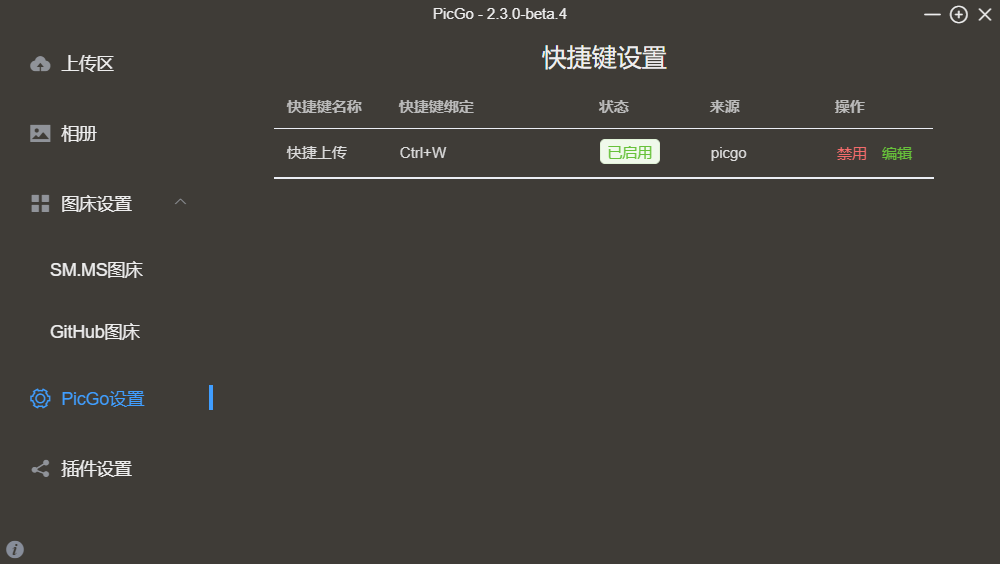 PicGo - 2.3.0-beta.4
上传区
相册
图床设置
SM.MS图床
GitHub图床
PicGo设置
插件设置
快捷键设置
快捷键名称 快捷键绑定 状态 来源 操作
快捷上传 Ctrl+W 已启用 picgo 禁用 编辑